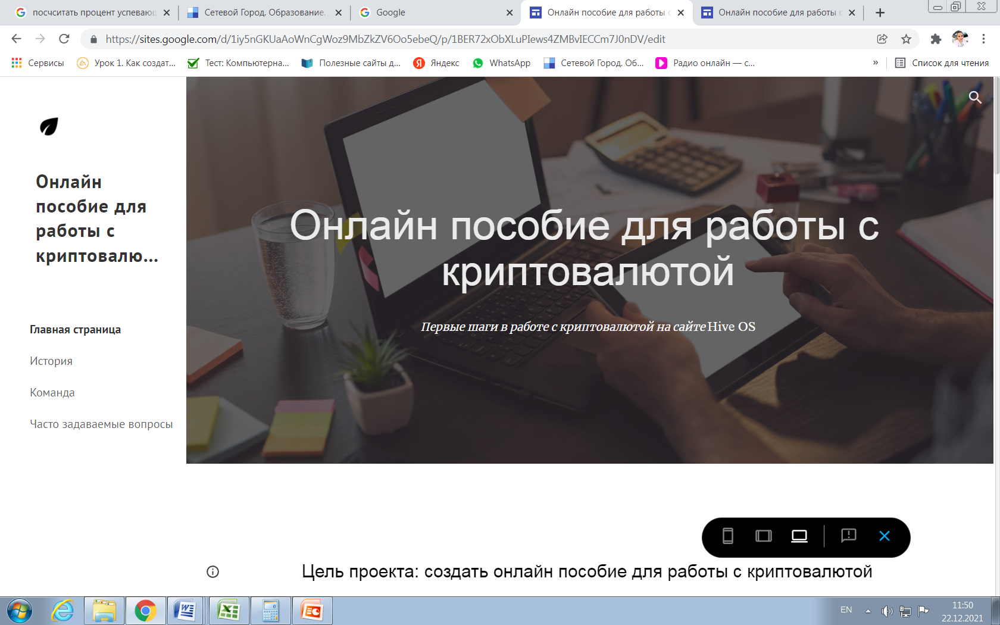 посчситать процент успевающ
Сетевой Город. Образование.
Google
Онлайн пособие для работы с
Онлайн пособие для работы с
https://sites.google.com/d/1iy5nGKUaAoWnCgWoz9MbZkZV6Oo5ebeQ/p/1BER72xObXLuPIews4ZMBvIECCm7J0nDV/edit
Сервисы
Урок 1. Как создат...
Тест: Компьютерна...
Полезные сайты д...
Яндекс
WhatsApp
Сетевой Город. Об...
Радио онлайн — с...
»
Список для чтения
Онлайн
пособие для
работы с
криптовалю...
Главная страница
История
Команда
Часто задаваемые вопросы
Онлайн пособие для работы с
криптовалютой
Первые шаги в работе с криптовалютой на сайте Hive OS
Цель проекта: создать онлайн пособие для работы с криптовалютой
EN
11:50
22.12.2021